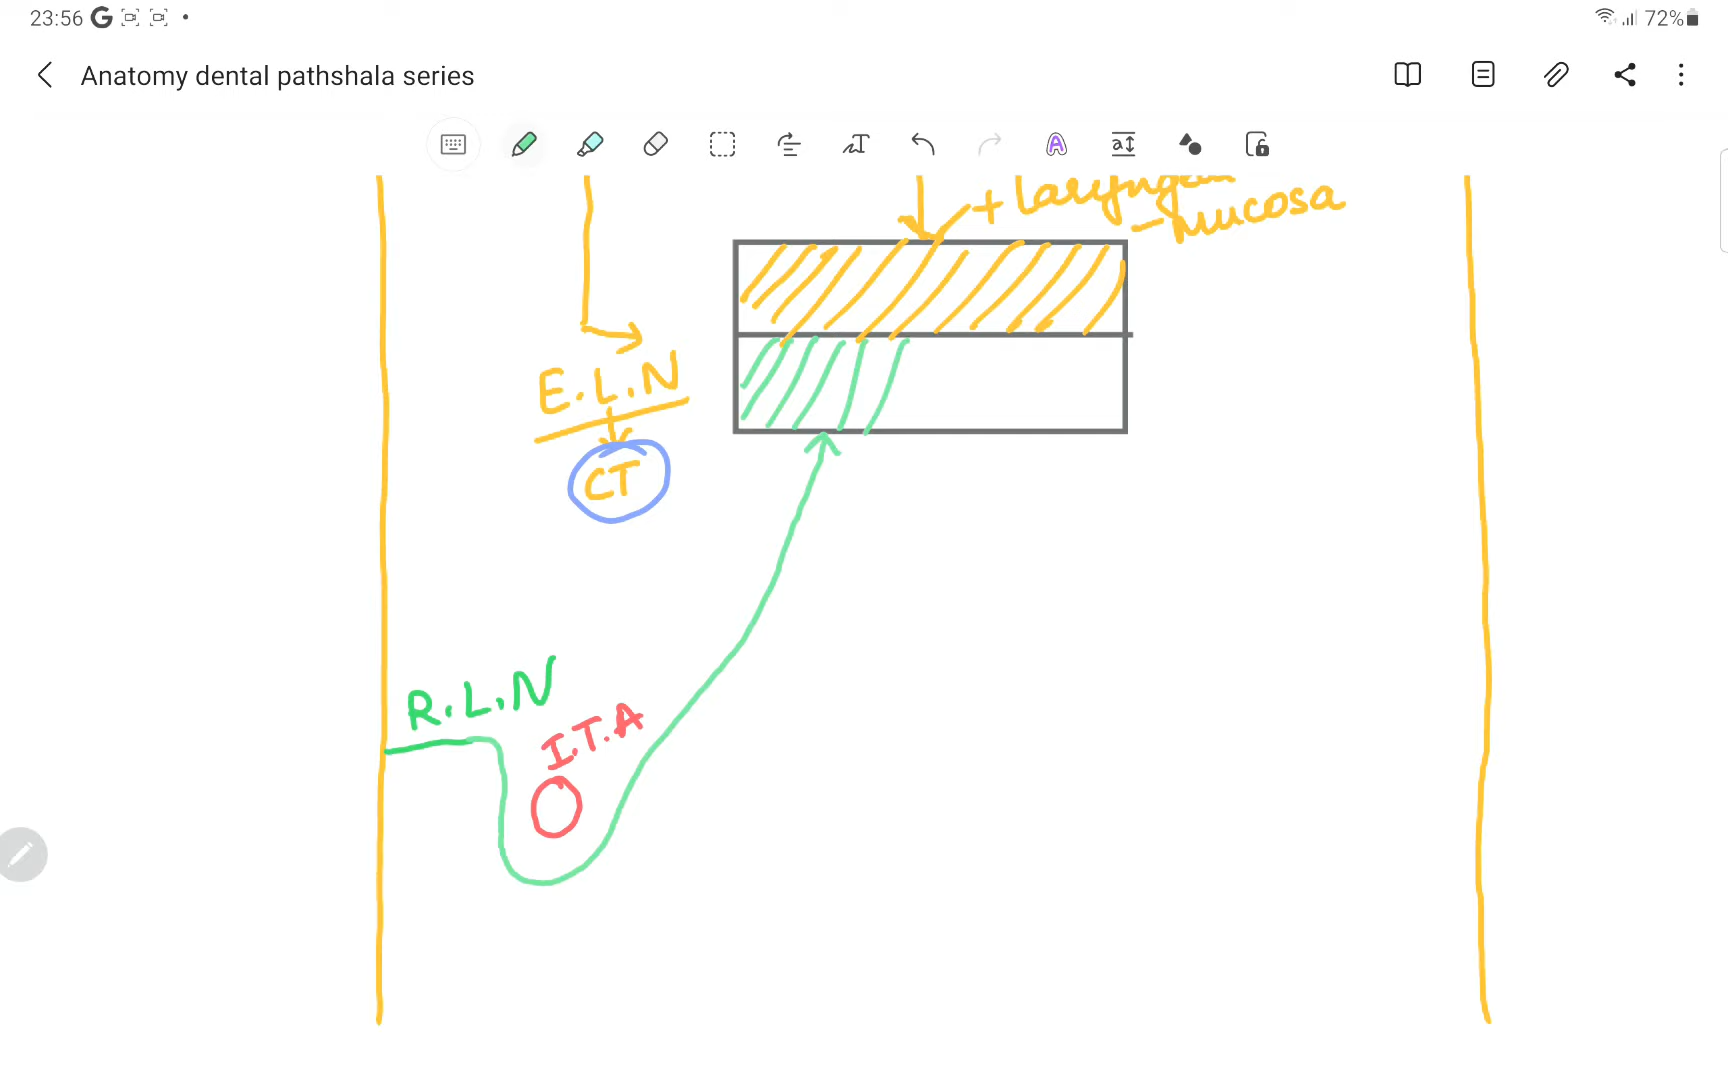 23:56 G
72%
Anatomy dental pathshala series
+ laryngeal
- Mucosa
E.L.N
CT
R.L.N
I.T.A